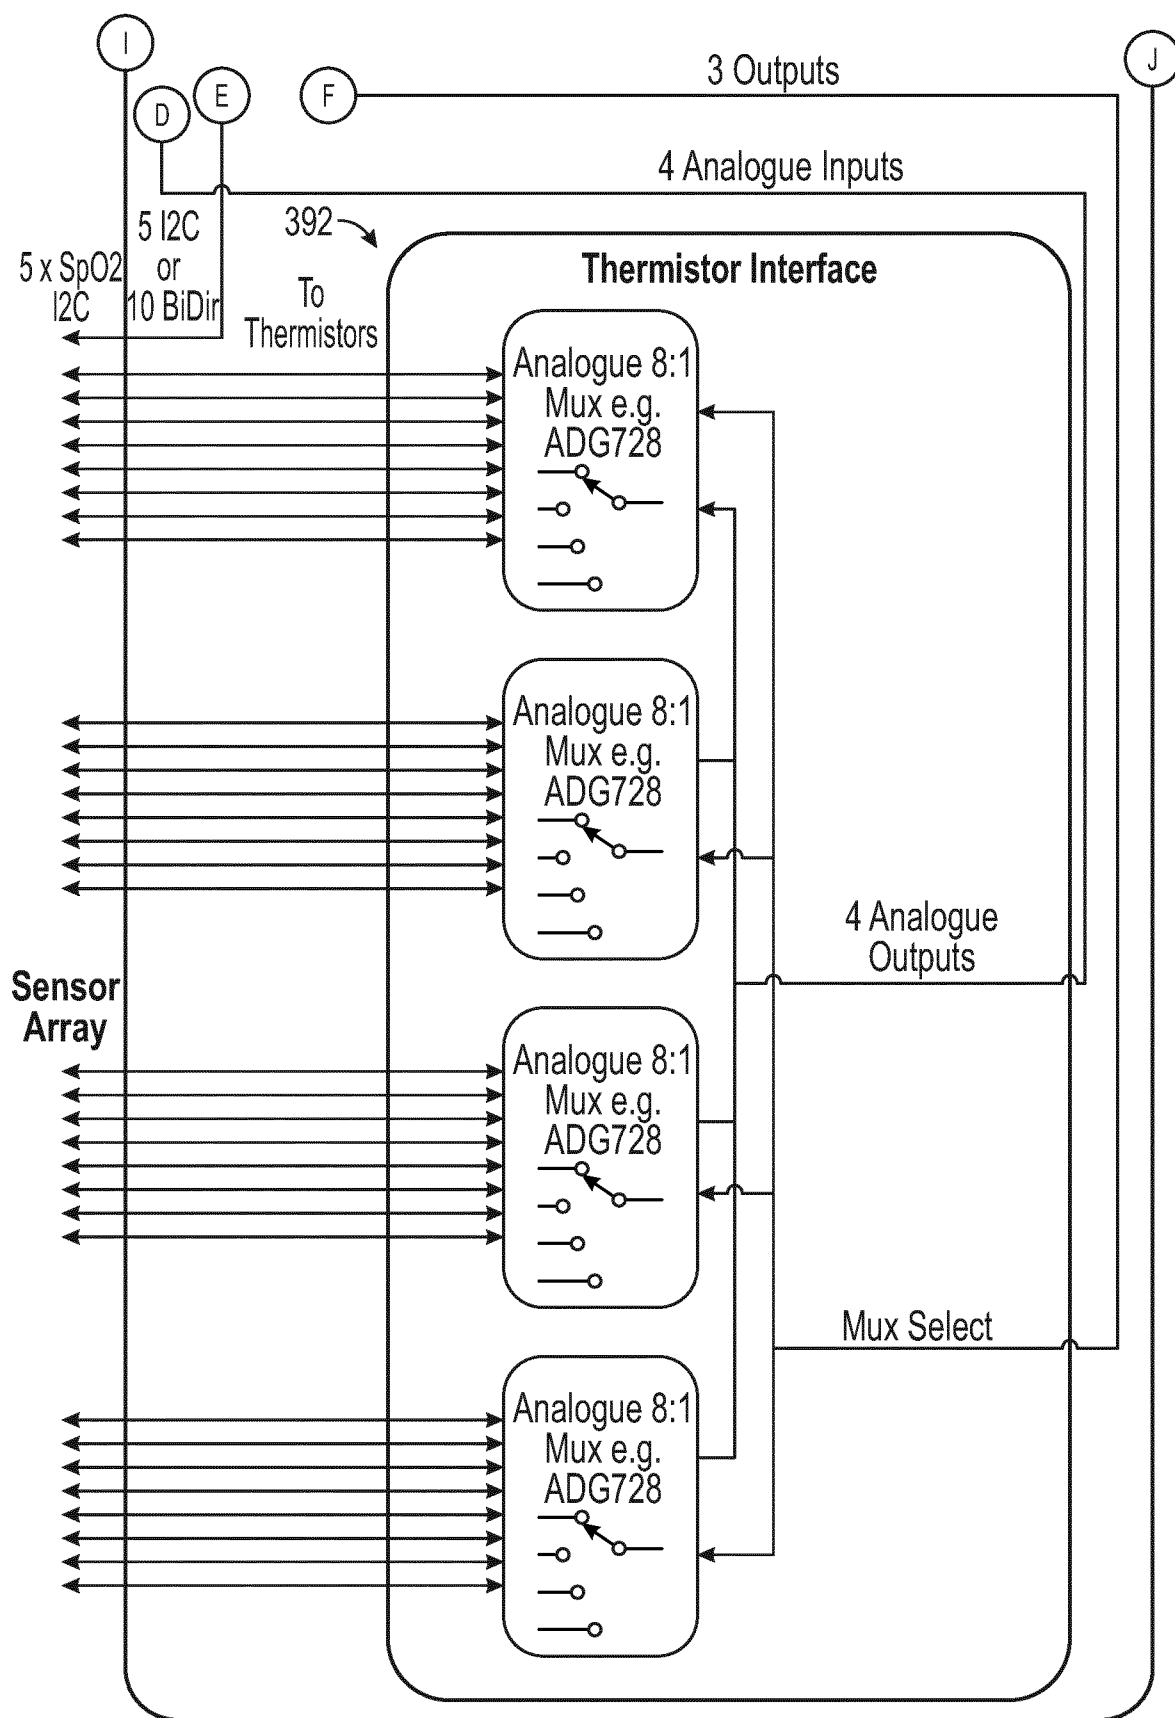 I
J
D
E
F
3 Outputs
4 Analogue Inputs
392
5 x SpO2
I2C
5 I2C
or
10 BiDir
To
Thermistors
Thermistor Interface
Analogue 8:1
Mux e.g.
ADG728
Analogue 8:1
Mux e.g.
ADG728
4 Analogue
Outputs
Sensor
Array
Analogue 8:1
Mux e.g.
ADG728
Mux Select
Analogue 8:1
Mux e.g.
ADG728